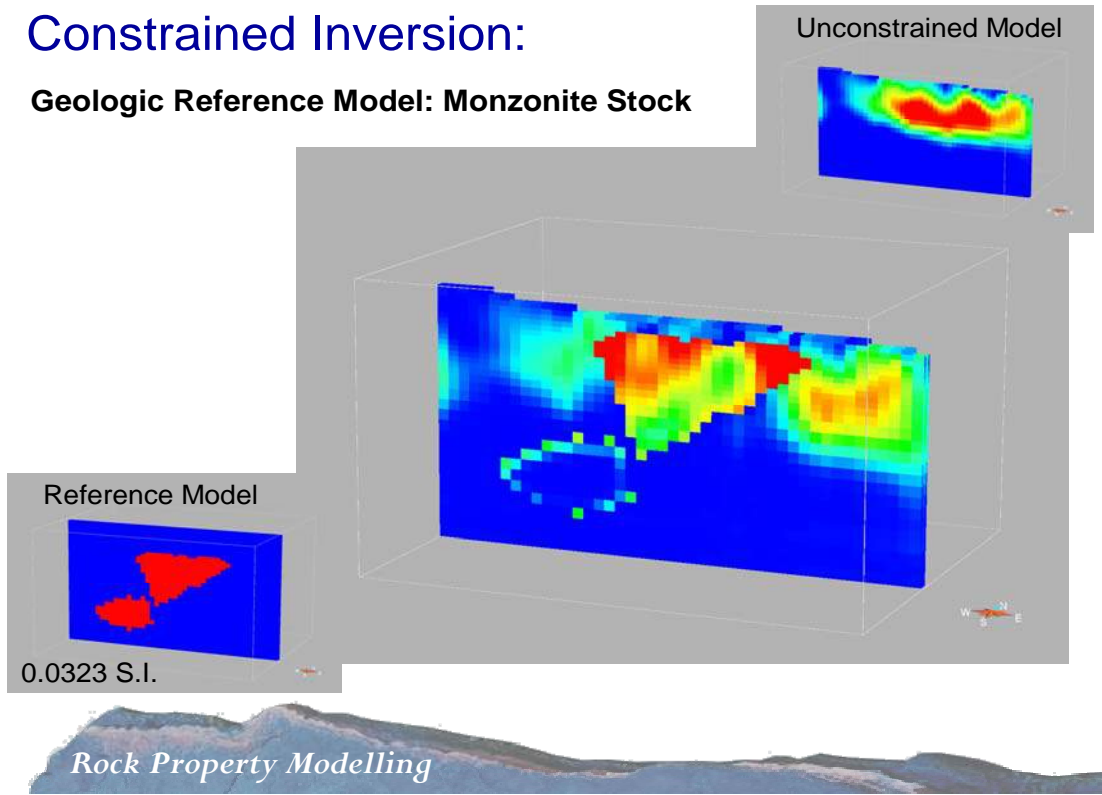 Constrained Inversion:
Unconstrained Model
Geologic Reference Model: Monzonite Stock
Reference Model
0.0323 S.I.
W N
S E
Rock Property Modelling